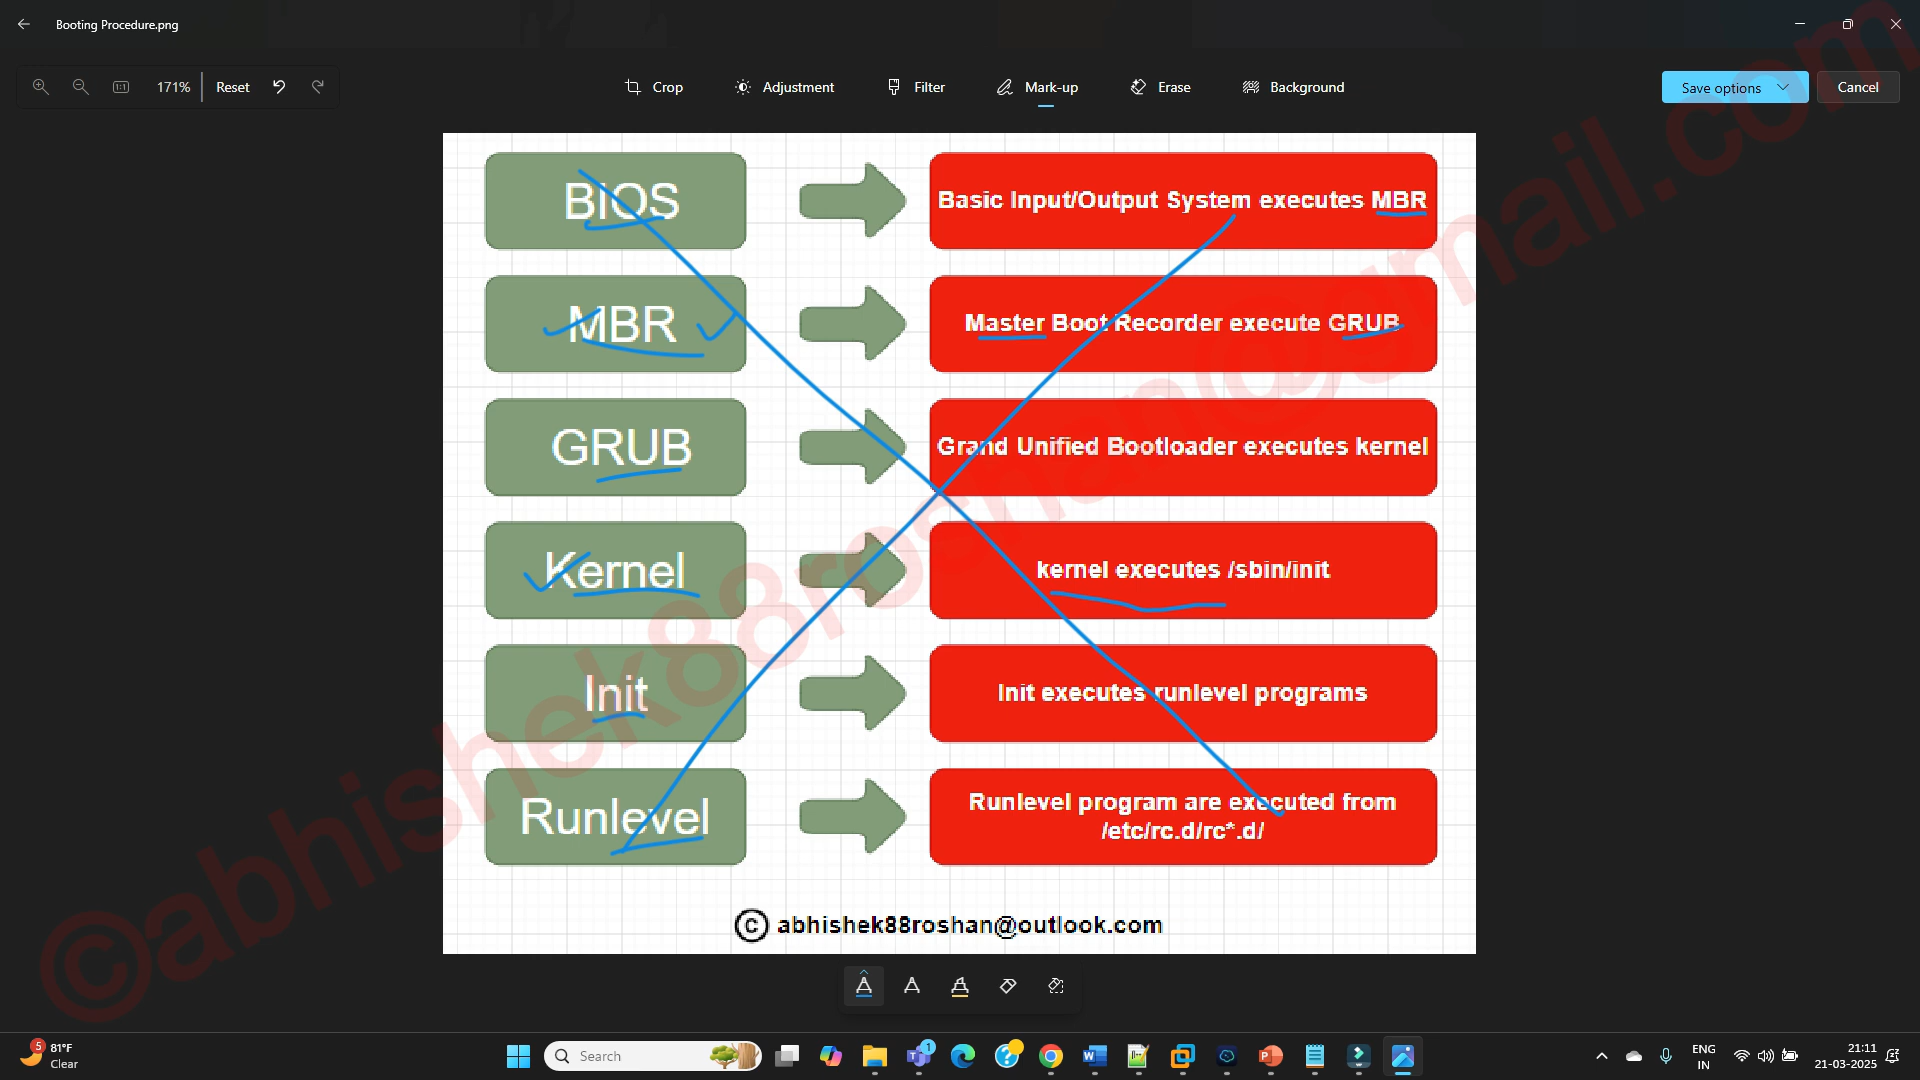 Booting Procedure.png
171% Reset Crop Adjustment Filter Mark-up Erase Background Save options Cancel
BIOS
Basic Input/Output System executes MBR
MBR
Master Boot Recorder execute GRUB
GRUB
Grand Unified Bootloader executes kernel
Kernel
kernel executes /sbin/init
Init
Init executes runlevel programs
Runlevel
Runlevel program are executed from
/etc/rc.d/rc*.d/
© abhishek88roshan@outlook.com
©abhishek88roshan@gmail.com
5 81°F
Clear
Search
1
ENG
IN
21:11
21-03-2025